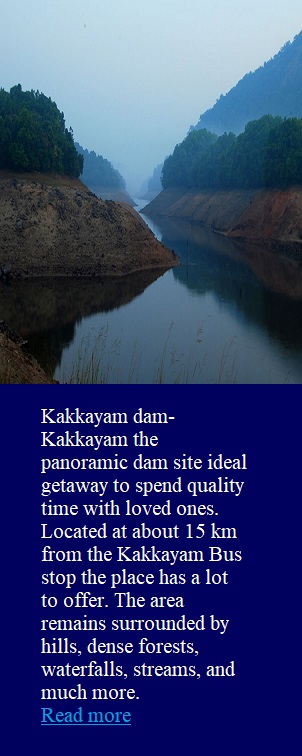 Kakkayam dam-
Kakkayam the
panoramic dam site ideal
getaway to spend quality
time with loved ones.
Located at about 15 km
from the Kakkayam Bus
stop the place has a lot
to offer. The area
remains surrounded by
hills, dense forests,
waterfalls, streams, and
much more.
Read more